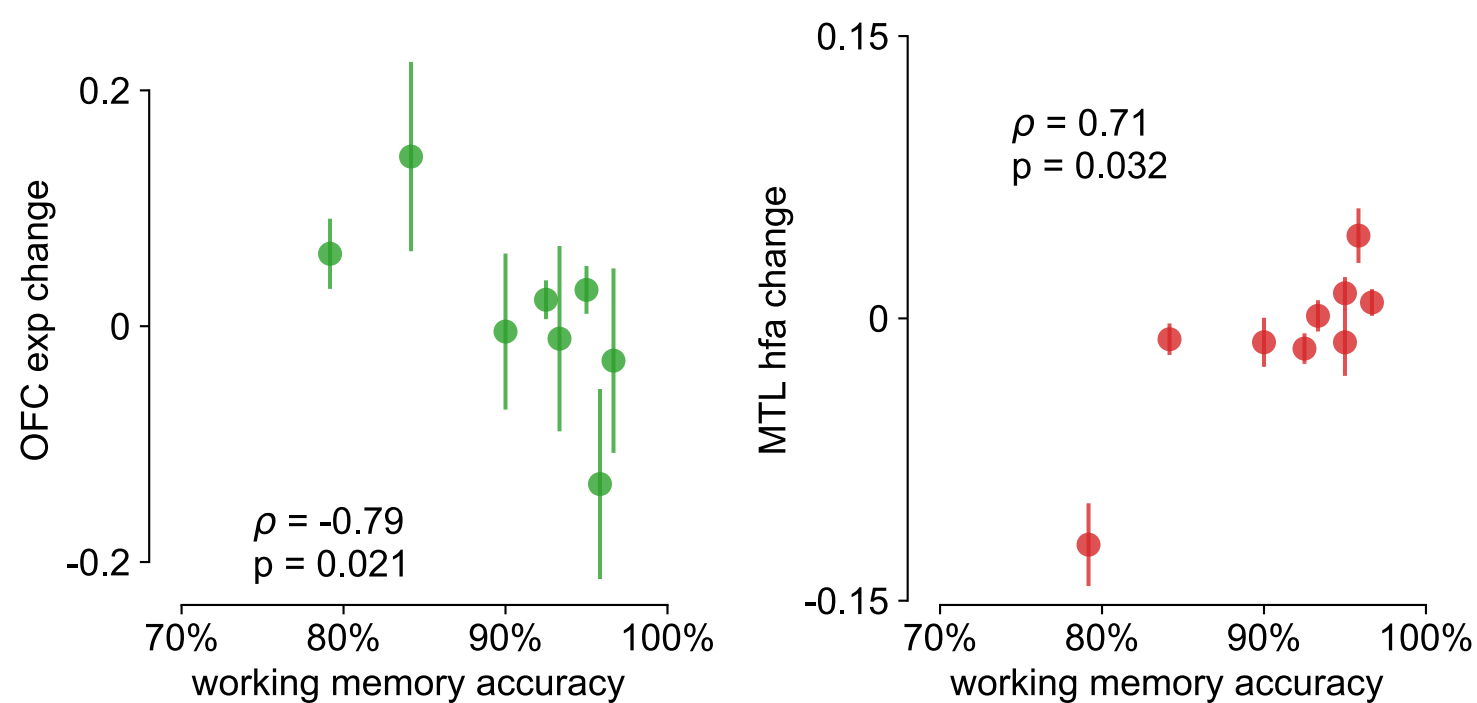 OFC exp change
0.2
0
-0.2
ρ = -0.79
p = 0.021
70% 80% 90% 100%
working memory accuracy
MTL hfa change
0.15
0
-0.15
ρ = 0.71
p = 0.032
70% 80% 90% 100%
working memory accuracy